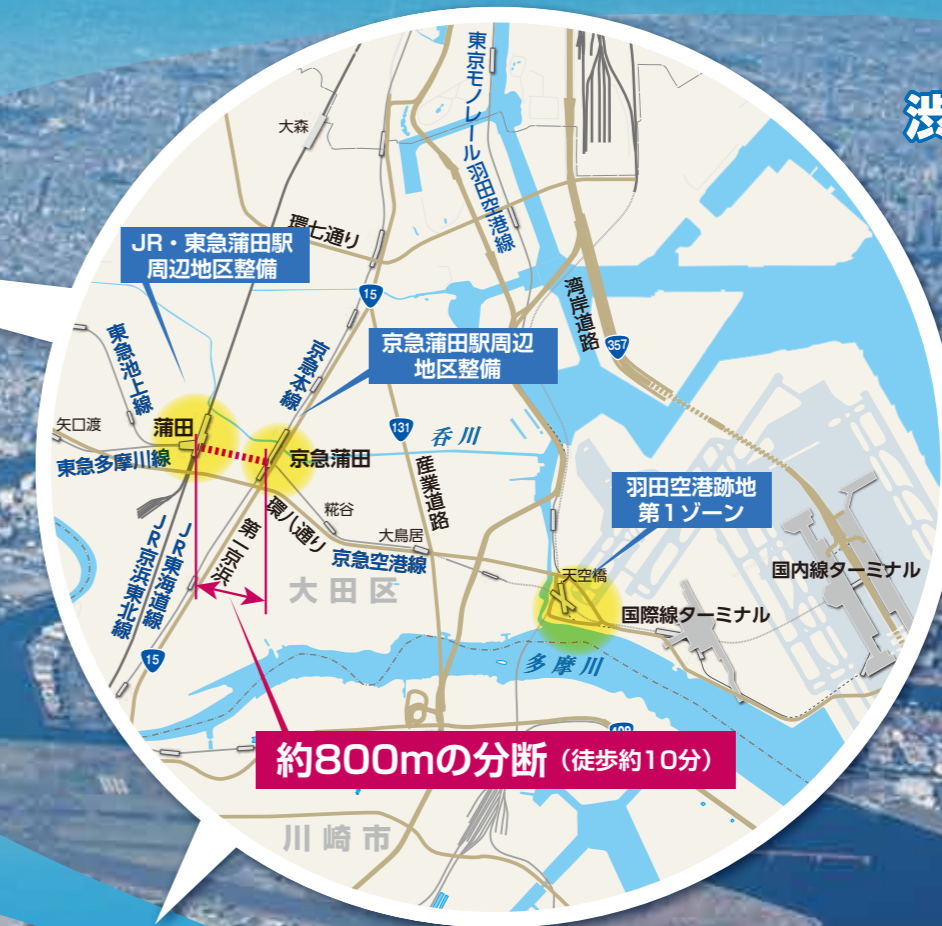 渋
東京モノレール羽田空港線
大森
環七通り
JR・東急蒲田駅
周辺地区整備
15
湾岸道路
357
東急池上線
京急本線
京急蒲田駅周辺
地区整備
矢口渡
蒲田
131
呑川
東急多摩川線
京急蒲田
産業道路
羽田空港跡地
第1ゾーン
糀谷
環八通り
大鳥居
第二京浜
京急空港線
天空橋
国内線ターミナル
JR東海道線
JR京浜東北線
大田区
国際線ターミナル
15
多摩川
約800mの分断（徒歩約10分）
川崎市